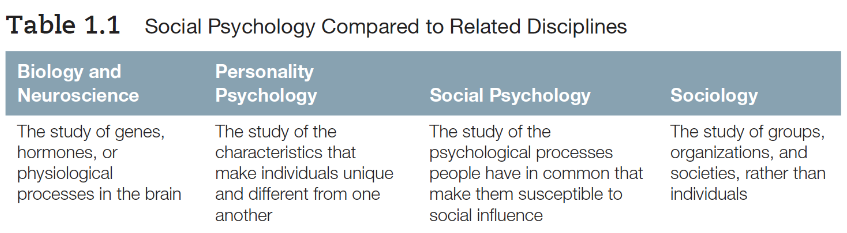 Table 1.1 Social Psychology Compared to Related Disciplines
Biology and
Neuroscience
Personality
Psychology
Social Psychology
Sociology
The study of genes,
hormones, or
physiological
processes in the brain
The study of the
characteristics that
make individuals unique
and different from one
another
The study of the
psychological processes
people have in common that
make them susceptible to
social influence
The study of groups,
organizations, and
societies, rather than
individuals